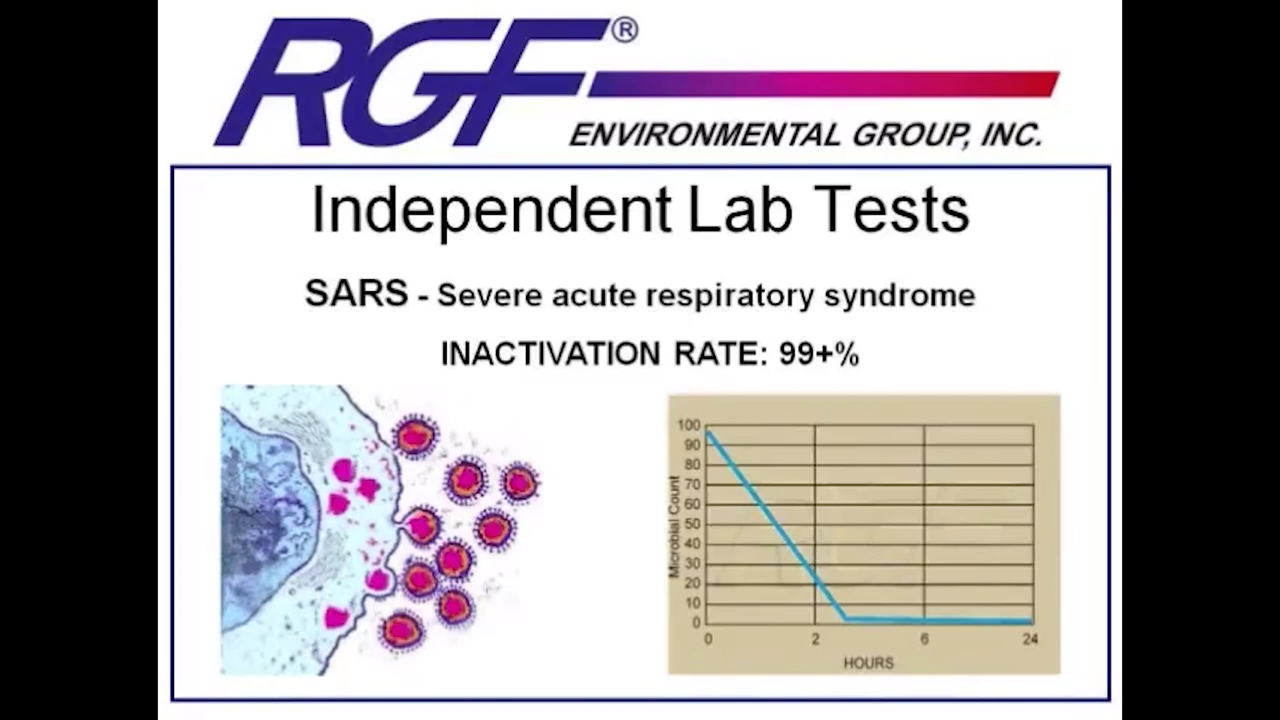 RGF®
ENVIRONMENTAL GROUP, INC.
Independent Lab Tests
SARS - Severe acute respiratory syndrome
INACTIVATION RATE: 99+%
Microbial Count
100
90
80
70
60
50
40
30
20
10
0
0 2 6 24
HOURS